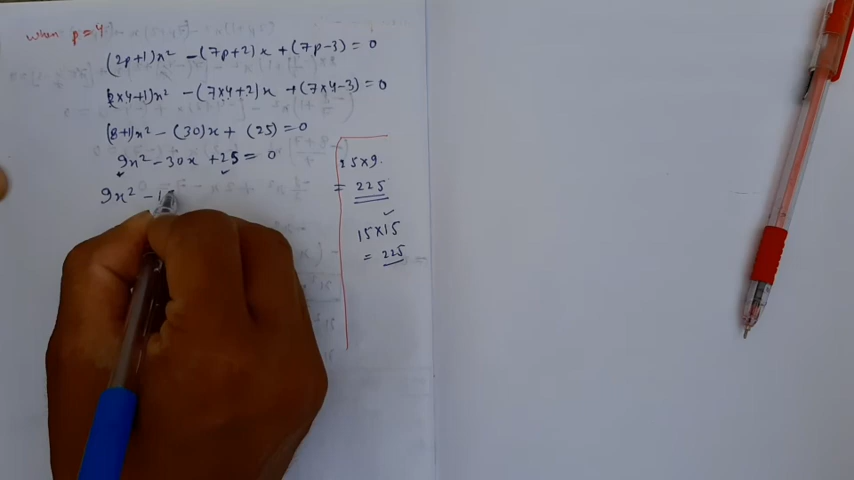 when p=4
(2p+1)x² - (7p+2)x + (7p-3) = 0
(2×4+1)x² - (7×4+2)x + (7×4-3) = 0
(8+1)x² - (30)x + (25) = 0
9x² - 30x + 25 = 0
9x² - 15
25×9
= 225
15×15
= 225